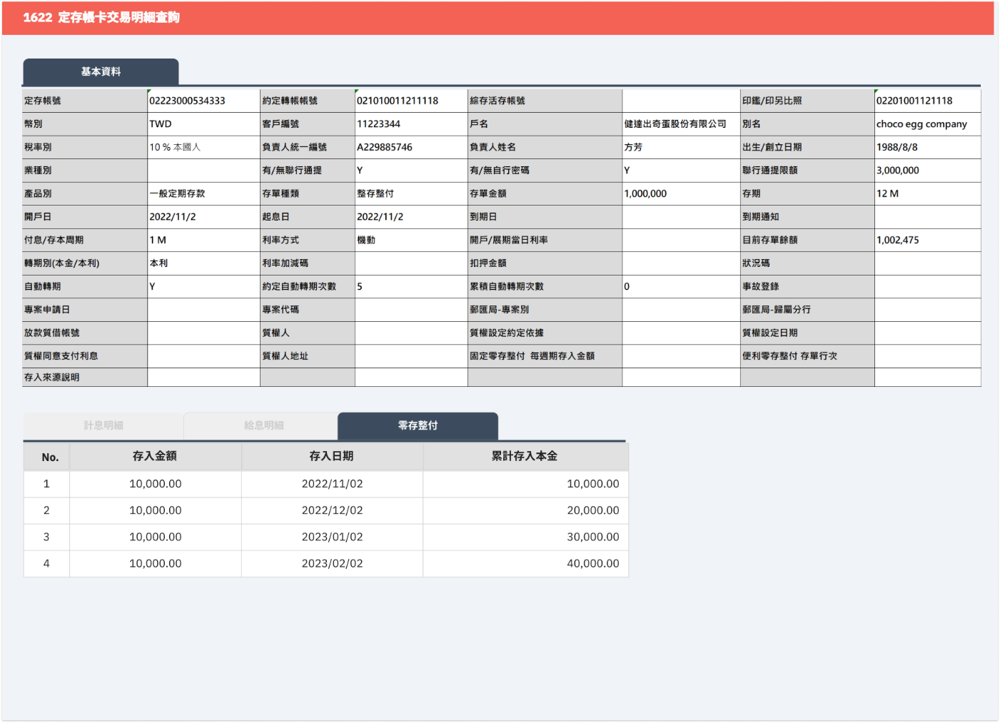 1622 定存帳卡交易明細查詢
基本資料
定存帳號 02223000534333 約定轉帳帳號 021010011211118 綜存活存帳號 印鑑/印另比照 02201001121118
幣別 TWD 客戶編號 11223344 戶名 健達出奇蛋股份有限公司 別名 choco egg company
稅率別 10 % 本國人 負責人統一編號 A229885746 負責人姓名 方芳 出生/創立日期 1988/8/8
業種別 有/無聯行通提 Y 有/無自行密碼 Y 聯行通提限額 3,000,000
產品別 一般定期存款 存單種類 整存整付 存單金額 1,000,000 存期 12 M
開戶日 2022/11/2 起息日 2022/11/2 到期日 到期通知
付息/存本周期 1 M 利率方式 機動 開戶/展期當日利率 目前存單餘額 1,002,475
轉期別(本金/本利) 本利 利率加減碼 扣押金額 狀況碼
自動轉期 Y 約定自動轉期次數 5 累積自動轉期次數 0 事故登錄
專案申請日 專案代碼 郵匯局-專案別 郵匯局-歸屬分行
放款質借帳號 質權人 質權設定約定依據 質權設定日期
質權同意支付利息 質權人地址 固定零存整付 每週期存入金額 便利零存整付 存單行次
存入來源說明
計息明細 給息明細 零存整付
No. 存入金額 存入日期 累計存入本金
1 10,000.00 2022/11/02 10,000.00
2 10,000.00 2022/12/02 20,000.00
3 10,000.00 2023/01/02 30,000.00
4 10,000.00 2023/02/02 40,000.00